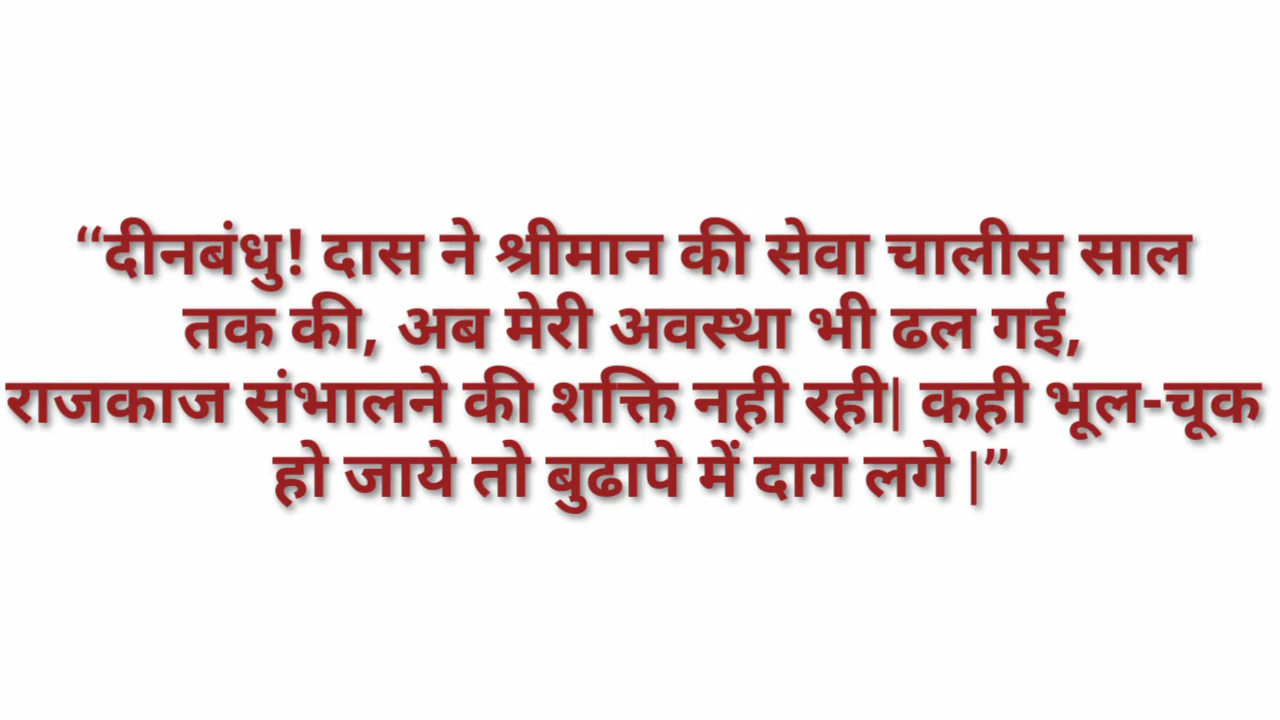 “दीनबंधु! दास ने श्रीमान की सेवा चालीस साल
तक की, अब मेरी अवस्था भी ढल गई,
राजकाज संभालने की शक्ति नही रही| कही भूल-चूक
हो जाये तो बुढापे में दाग लगे |”